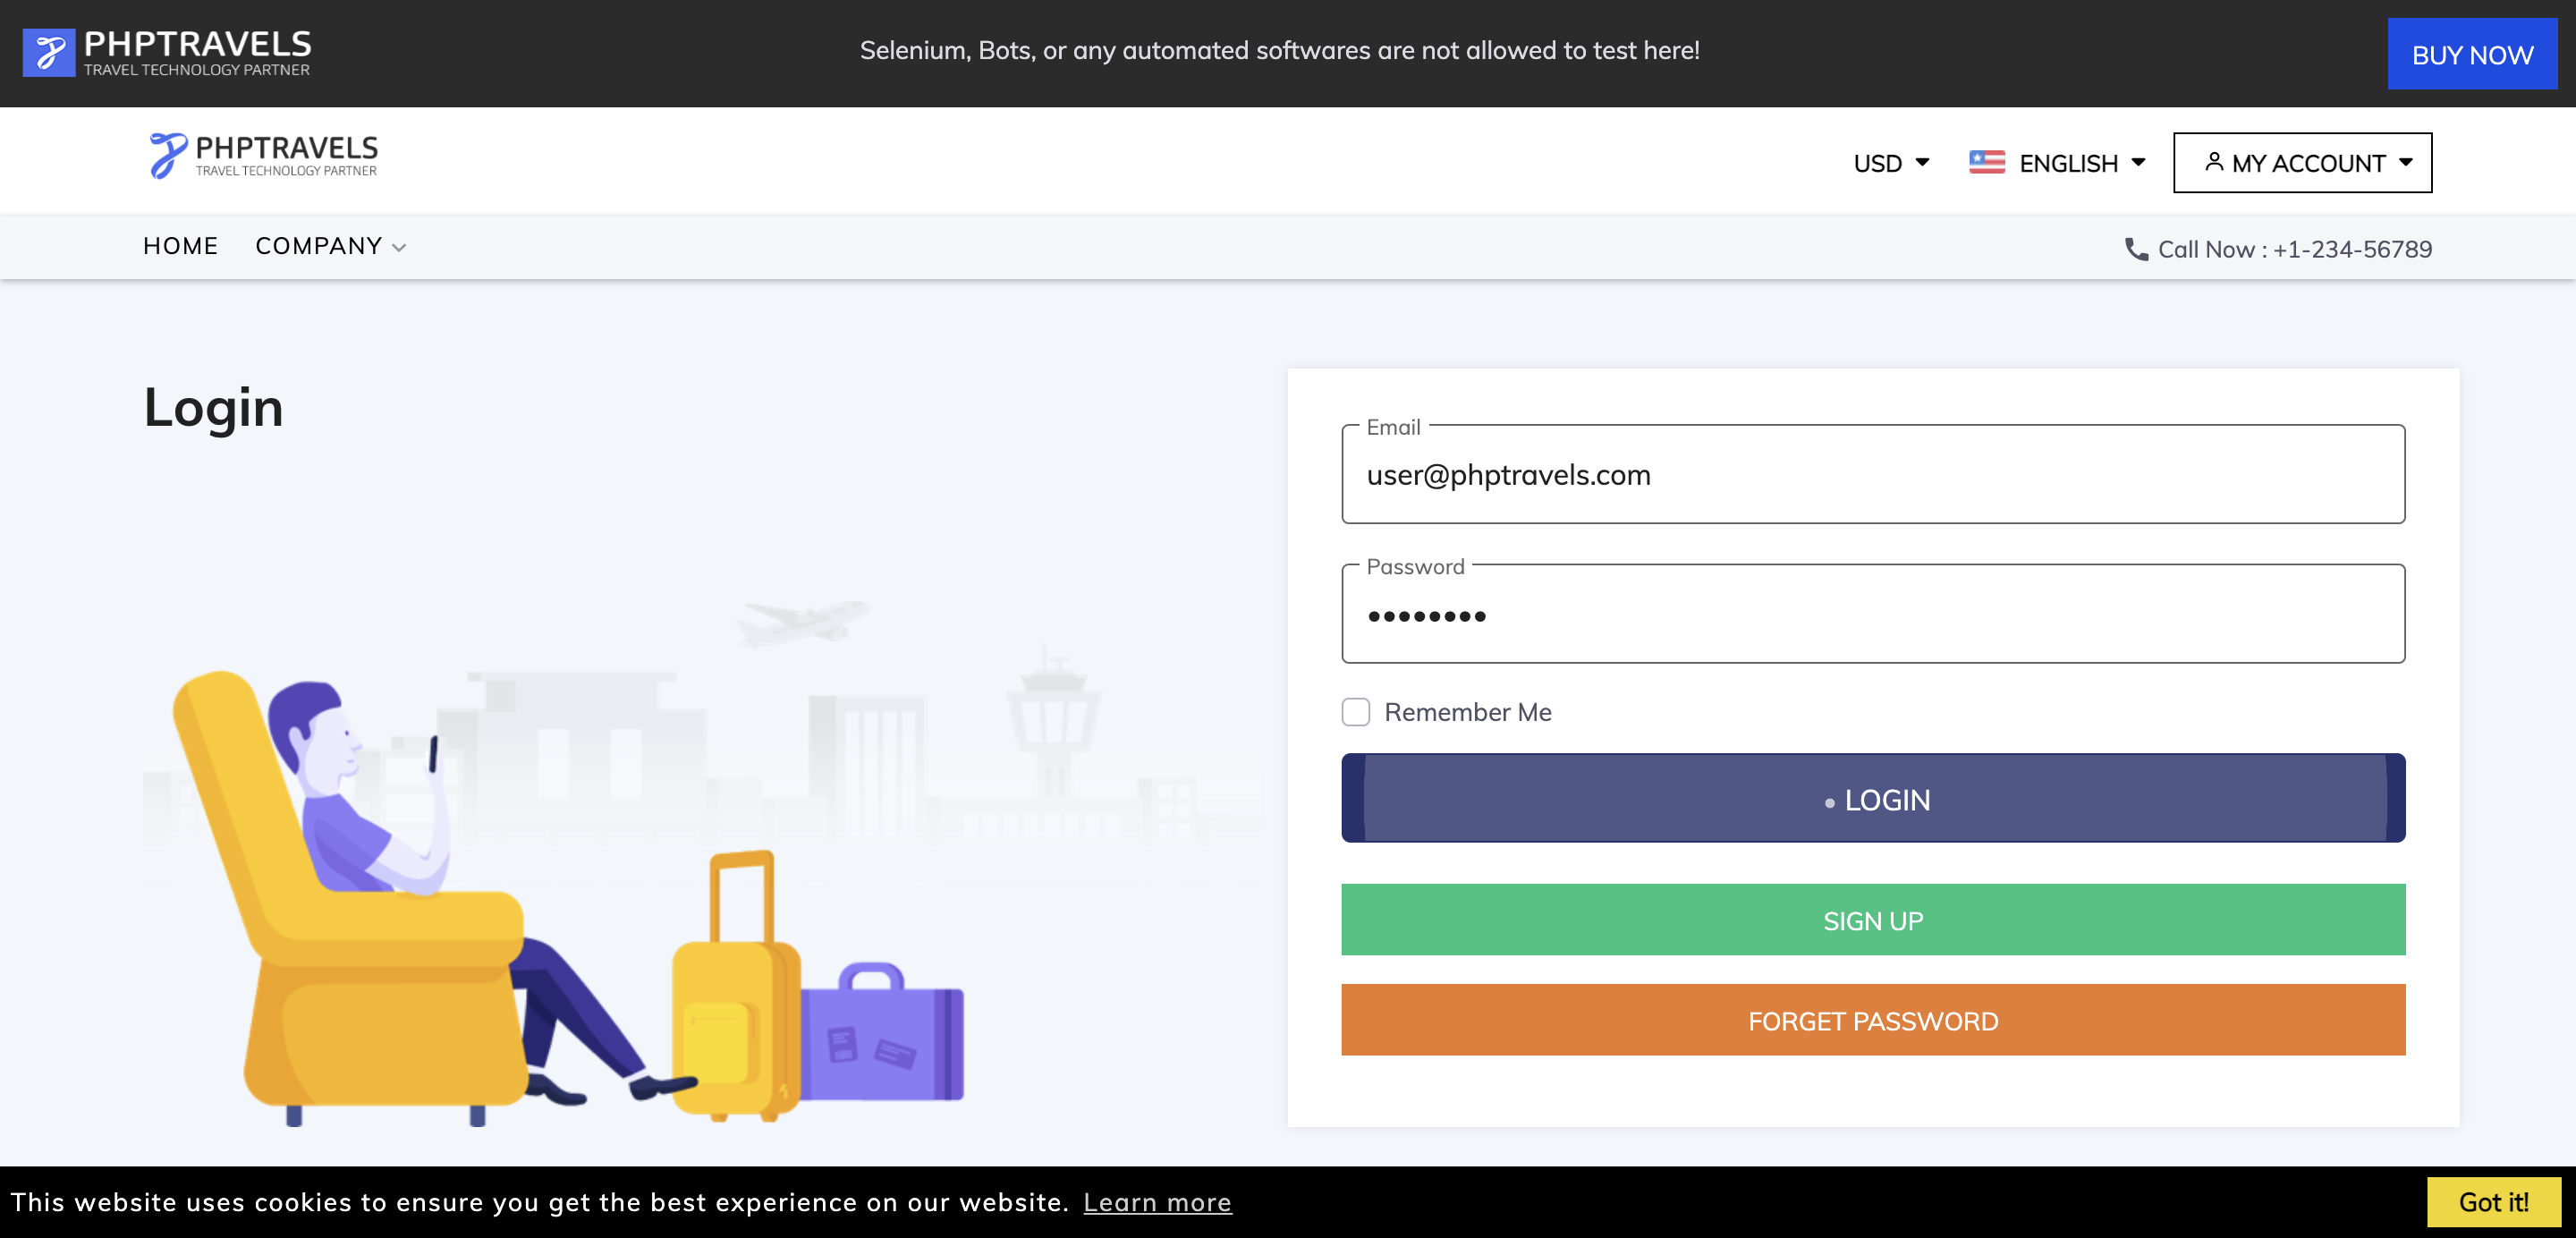 PHPTRAVELS
TRAVEL TECHNOLOGY PARTNER
Selenium, Bots, or any automated softwares are not allowed to test here!
BUY NOW
PHPTRAVELS
TRAVEL TECHNOLOGY PARTNER
USD
ENGLISH
MY ACCOUNT
HOME
COMPANY
Call Now : +1-234-56789
Login
Email
user@phptravels.com
Password
••••••••
Remember Me
LOGIN
SIGN UP
FORGET PASSWORD
This website uses cookies to ensure you get the best experience on our website. Learn more
Got it!